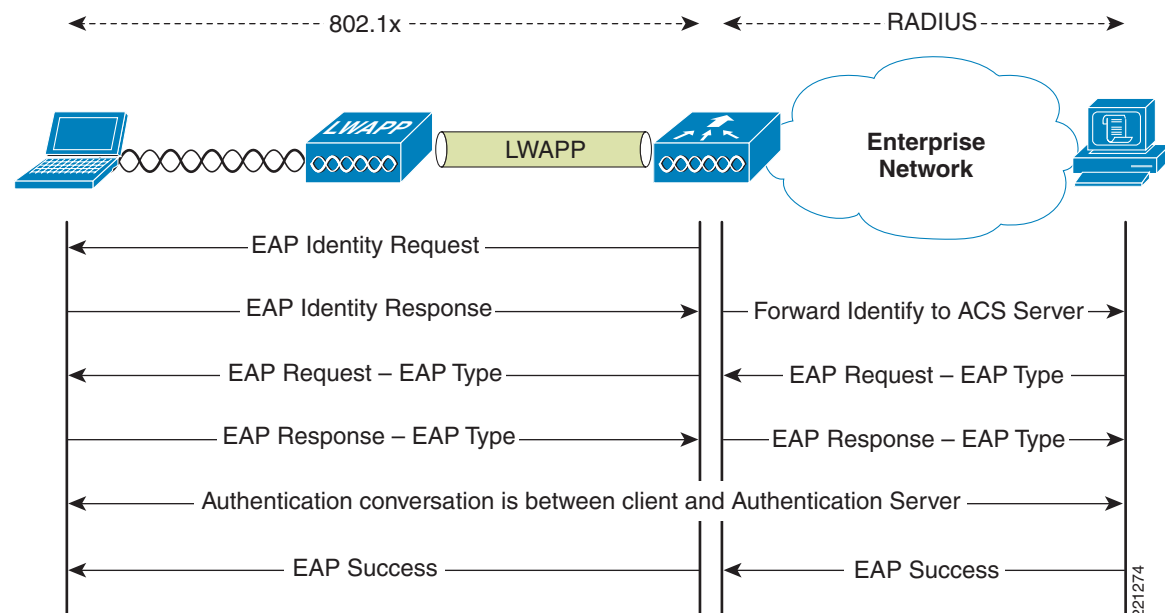 802.1x
RADIUS
LWAPP
LWAPP
Enterprise
Network
EAP Identity Request
EAP Identity Response
Forward Identify to ACS Server
EAP Request – EAP Type
EAP Request – EAP Type
EAP Response – EAP Type
EAP Response – EAP Type
Authentication conversation is between client and Authentication Server
EAP Success
EAP Success
221274